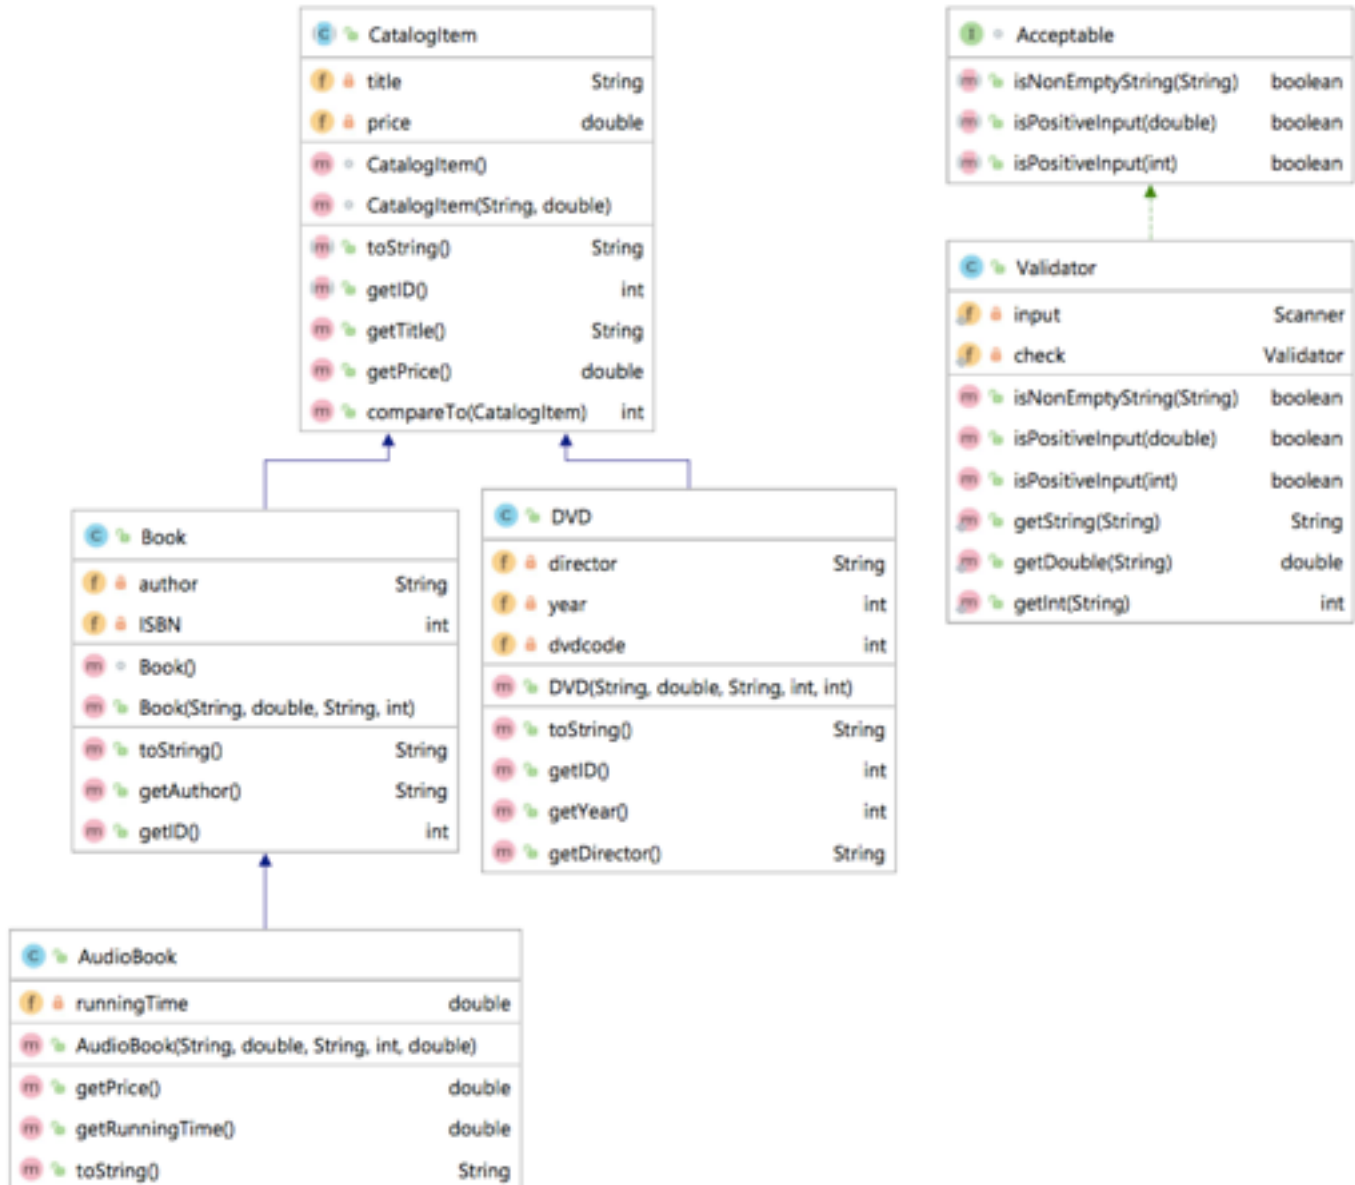 CatalogItem
title String
price double
CatalogItem()
CatalogItem(String, double)
toString() String
getID() int
getTitle() String
getPrice() double
compareTo(CatalogItem) int
Acceptable
isNonEmptyString(String) boolean
isPositiveInput(double) boolean
isPositiveInput(int) boolean
Validator
input Scanner
check Validator
isNonEmptyString(String) boolean
isPositiveInput(double) boolean
isPositiveInput(int) boolean
getString(String) String
getDouble(String) double
getInt(String) int
Book
author String
ISBN int
Book()
Book(String, double, String, int)
toString() String
getAuthor() String
getID() int
DVD
director String
year int
dvdcode int
DVD(String, double, String, int, int)
toString() String
getID() int
getYear() int
getDirector() String
AudioBook
runningTime double
AudioBook(String, double, String, int, double)
getPrice() double
getRunningTime() double
toString() String